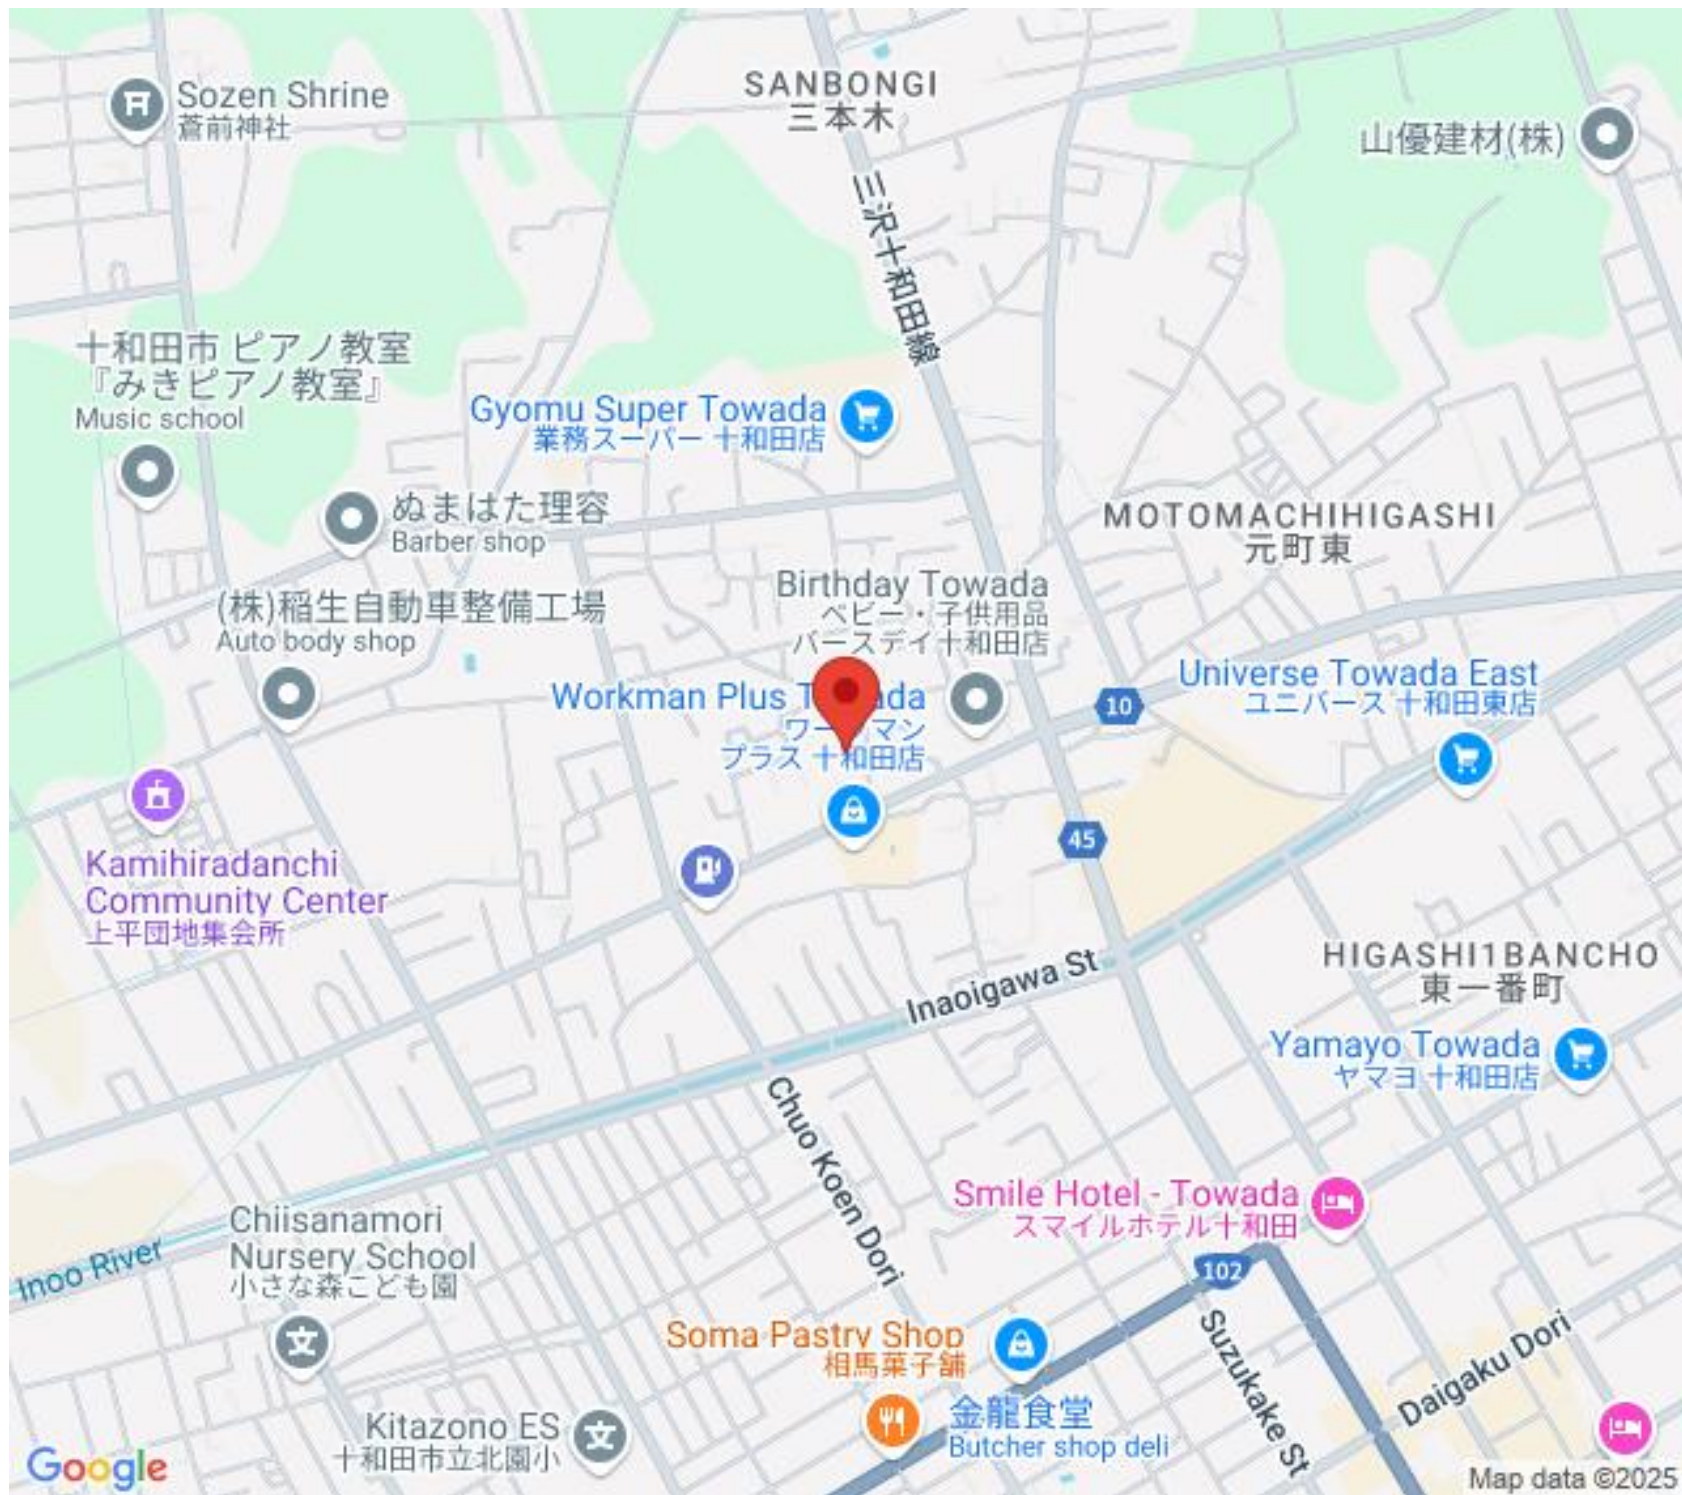 Sozen Shrine
蒼前神社
SANBONGI
三本木
山優建材(株)
三沢十和田線
十和田市 ピアノ教室
『みきピアノ教室』
Music school
Gyomu Super Towada
業務スーパー 十和田店
ぬまはた理容
Barber shop
MOTOMACHIHIGASHI
元町東
Birthday Towada
ベビー・子供用品
バースデイ十和田店
(株)稲生自動車整備工場
Auto body shop
Universe Towada East
ユニバース 十和田東店
Workman Plus
プラス 十和田店
10
45
Kamihiradanchi
Community Center
上平団地集会所
HIGASHI1BANCHO
東一番町
Inaoigawa St
Yamayo Towada
ヤマヨ 十和田店
Chuo Koen Dori
Smile Hotel - Towada
スマイルホテル十和田
Chiisanamori
Nursery School
小さな森こども園
Inoo River
102
Soma Pastry Shop
相馬菓子舗
Suzukake St
Daigaku Dori
金龍食堂
Butcher shop deli
Kitazono ES
十和田市立北園小
Google
Map data ©2025